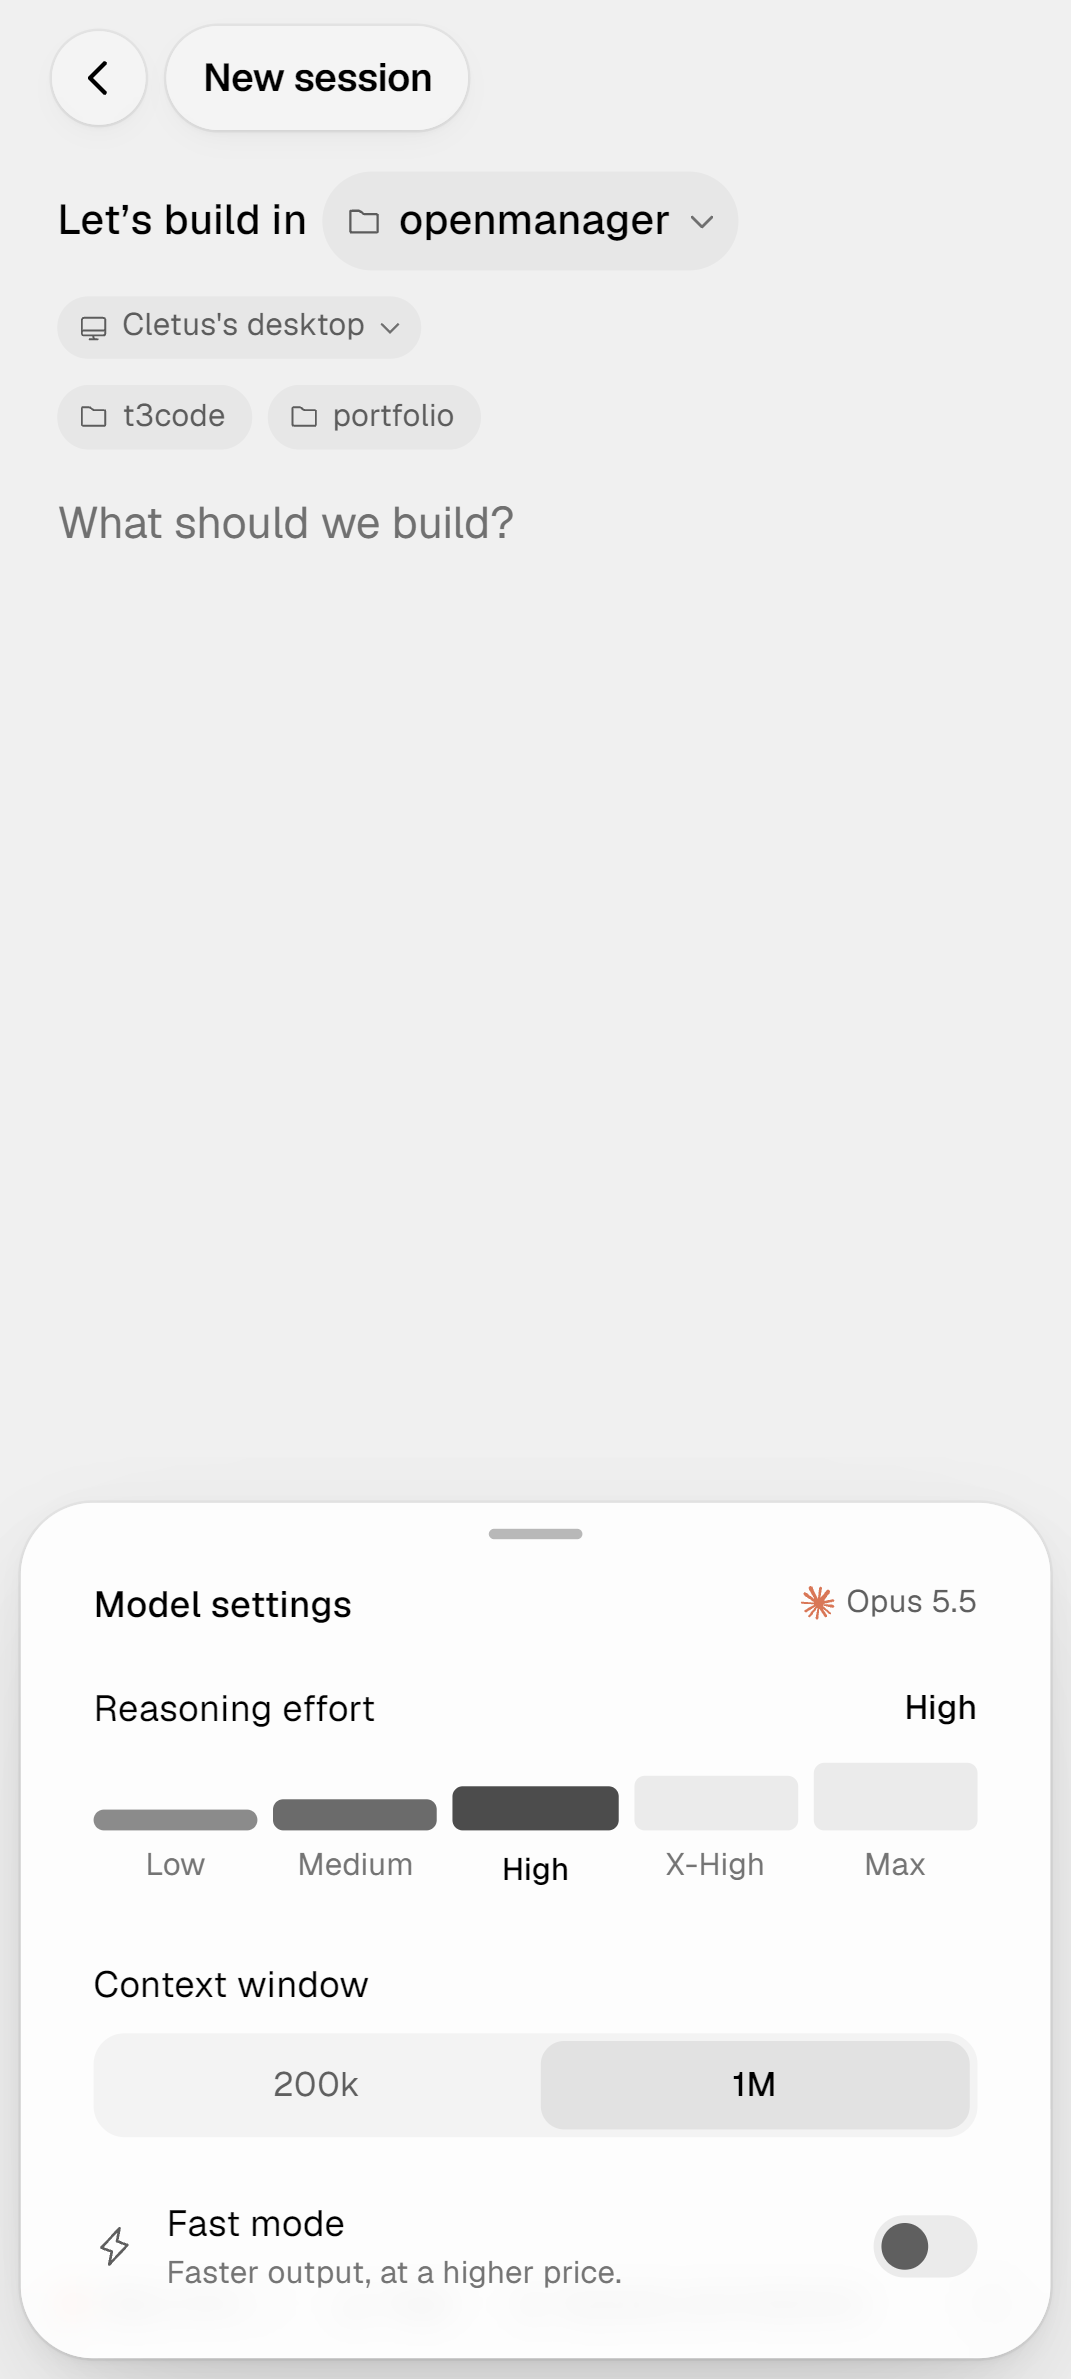 New session
Let’s build in openmanager
Cletus's desktop
t3code portfolio
What should we build?
Model settings Opus 5.5
Reasoning effort High
Low Medium High X-High Max
Context window
200k 1M
Fast mode
Faster output, at a higher price.